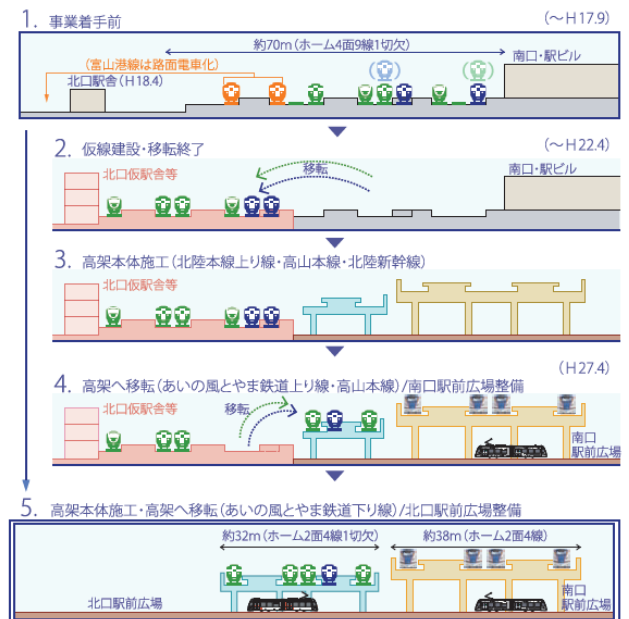 1. 事業着手前
(～H17.9)
約70m(ホーム4面9線1切欠)
(富山港線は路面電車化)
北口駅舎(H18.4)
南口・駅ビル
2. 仮線建設・移転終了
(～H22.4)
北口仮駅舎等
移転
南口・駅ビル
3. 高架本体施工(北陸本線上り線・高山本線・北陸新幹線)
北口仮駅舎等
(H27.4)
4. 高架へ移転(あいの風とやま鉄道上り線・高山本線)/南口駅前広場整備
北口仮駅舎等
移転
南口
駅前広場
5. 高架本体施工・高架へ移転(あいの風とやま鉄道下り線)/北口駅前広場整備
約32m(ホーム2面4線1切欠)
約38m(ホーム2面4線)
北口駅前広場
南口
駅前広場